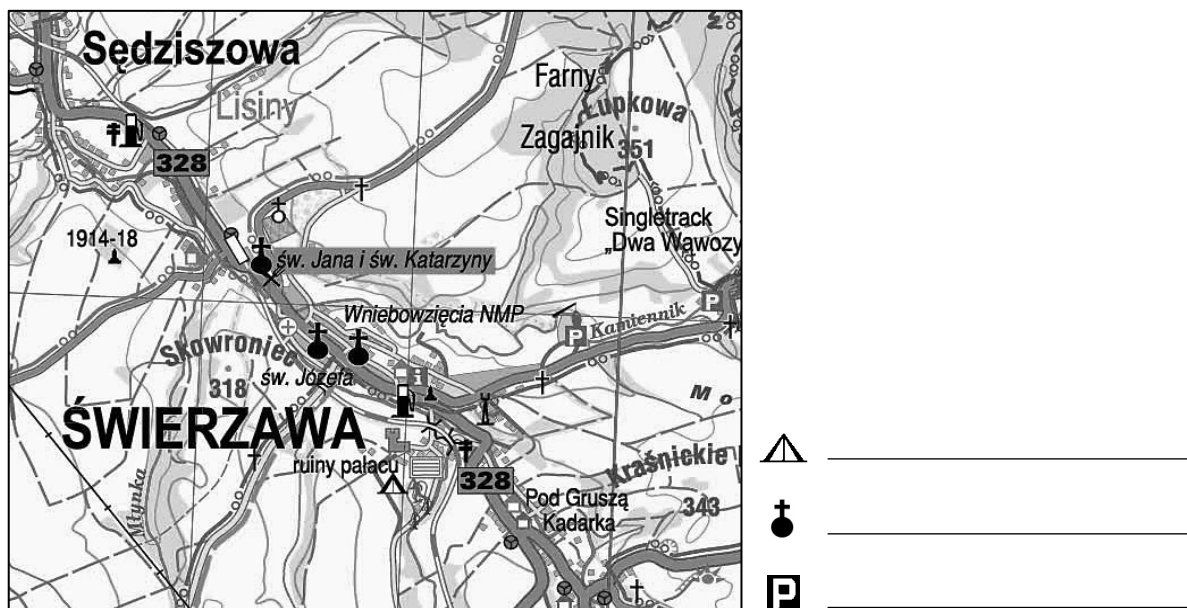 Sędziszowa
Lisiny
Farny
Zagajnik
Łupkowa
351
328
Singletrack
„Dwa Wąwozy
1914-18
św. Jana i św. Katarzyny
P
Wniebowzięcia NMP
Kamiennik
P
Skowroniec
św. Józefa
318
i
Mo
ŚWIERZAWA
ruiny pałacu
328
Kraśnickie
343
Pod Gruszą
Kadarka
Młynka
P